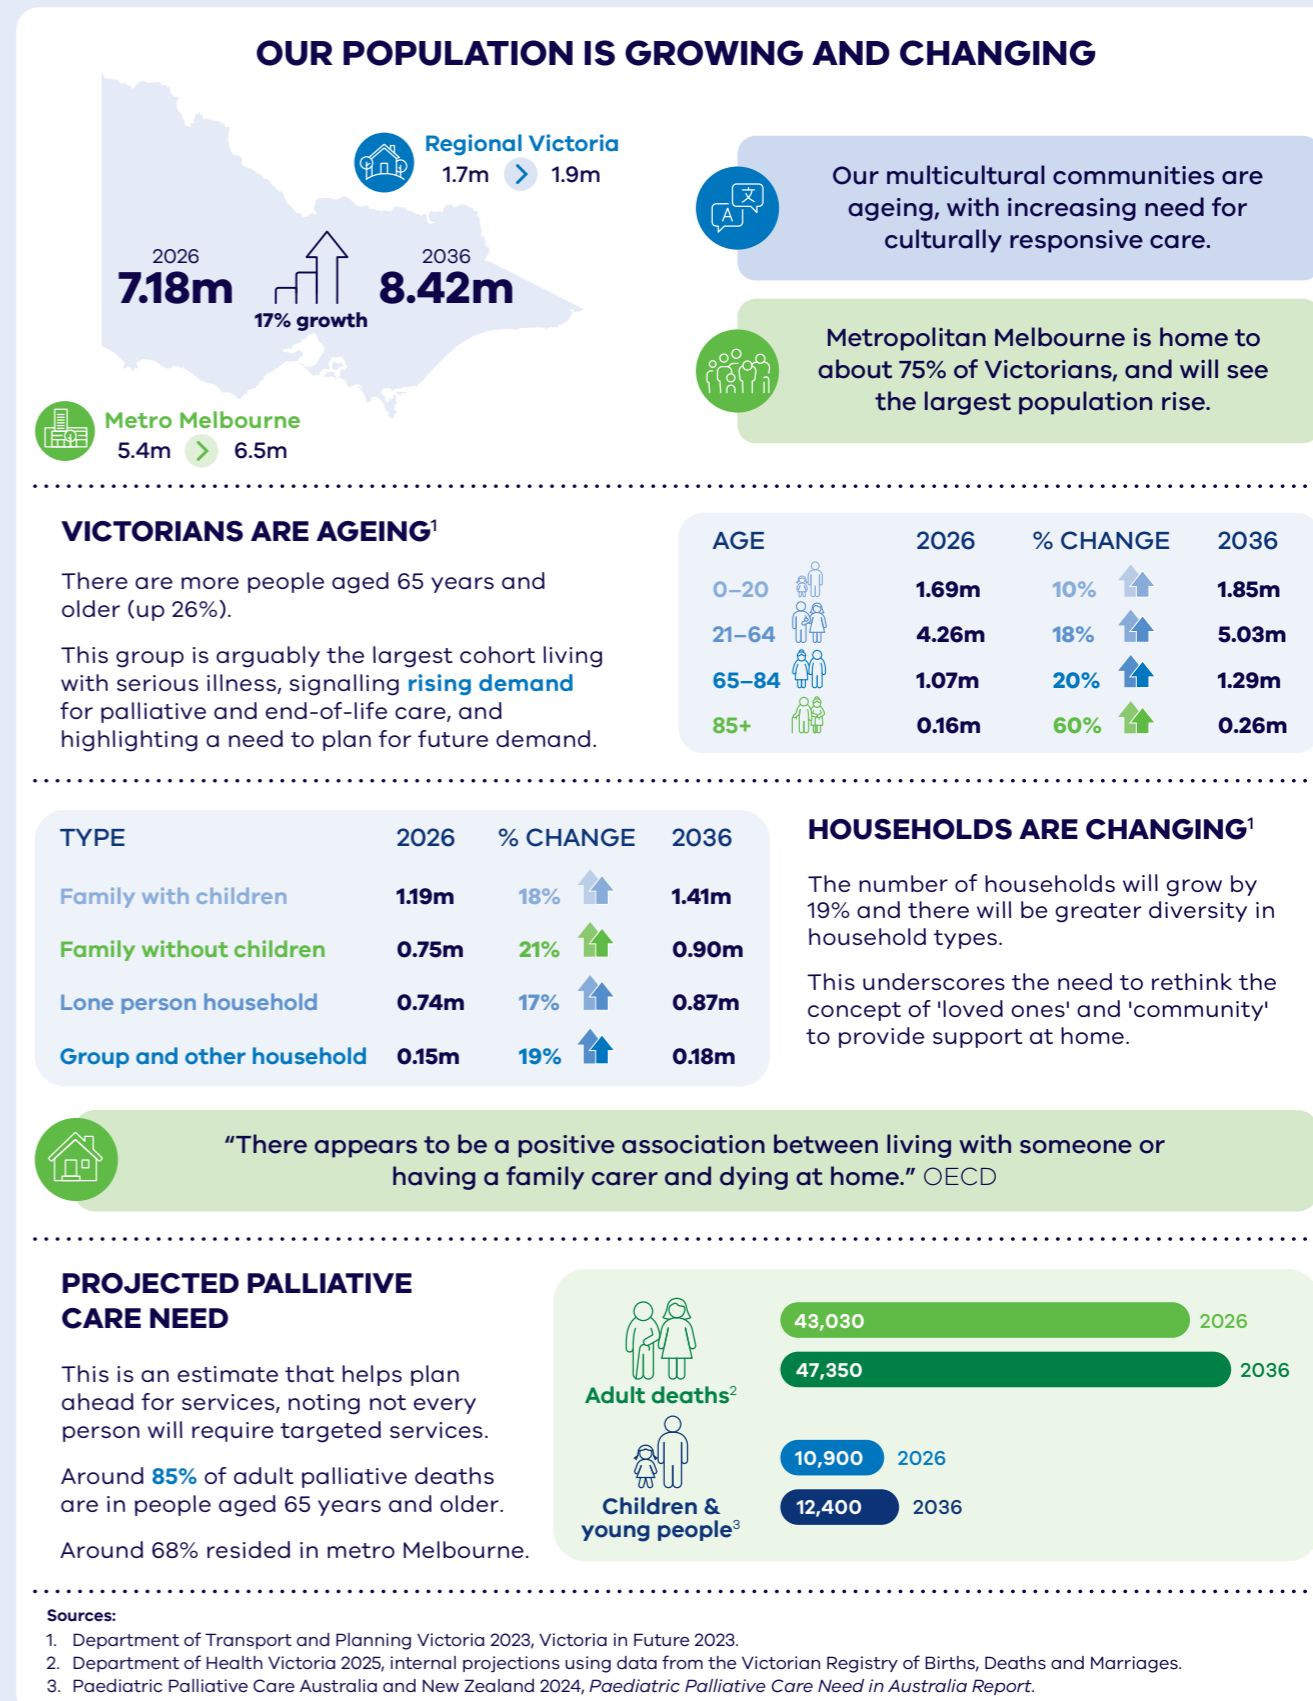 OUR POPULATION IS GROWING AND CHANGING
Regional Victoria
1.7m > 1.9m
2026
7.18m
17% growth
2036
8.42m
Metro Melbourne
5.4m > 6.5m
文
A
Our multicultural communities are
ageing, with increasing need for
culturally responsive care.
Metropolitan Melbourne is home to
about 75% of Victorians, and will see
the largest population rise.
VICTORIANS ARE AGEING¹
There are more people aged 65 years and
older (up 26%).
This group is arguably the largest cohort living
with serious illness, signalling rising demand
for palliative and end-of-life care, and
highlighting a need to plan for future demand.
AGE 2026 % CHANGE 2036
0–20 1.69m 10% 1.85m
21–64 4.26m 18% 5.03m
65–84 1.07m 20% 1.29m
85+ 0.16m 60% 0.26m
TYPE 2026 % CHANGE 2036
Family with children 1.19m 18% 1.41m
Family without children 0.75m 21% 0.90m
Lone person household 0.74m 17% 0.87m
Group and other household 0.15m 19% 0.18m
HOUSEHOLDS ARE CHANGING¹
The number of households will grow by
19% and there will be greater diversity in
household types.
This underscores the need to rethink the
concept of 'loved ones' and 'community'
to provide support at home.
“There appears to be a positive association between living with someone or
having a family carer and dying at home.” OECD
PROJECTED PALLIATIVE
CARE NEED
This is an estimate that helps plan
ahead for services, noting not every
person will require targeted services.
Around 85% of adult palliative deaths
are in people aged 65 years and older.
Around 68% resided in metro Melbourne.
Adult deaths²
43,030 2026
47,350 2036
Children &
young people³
10,900 2026
12,400 2036
Sources:
1. Department of Transport and Planning Victoria 2023, Victoria in Future 2023.
2. Department of Health Victoria 2025, internal projections using data from the Victorian Registry of Births, Deaths and Marriages.
3. Paediatric Palliative Care Australia and New Zealand 2024, Paediatric Palliative Care Need in Australia Report.